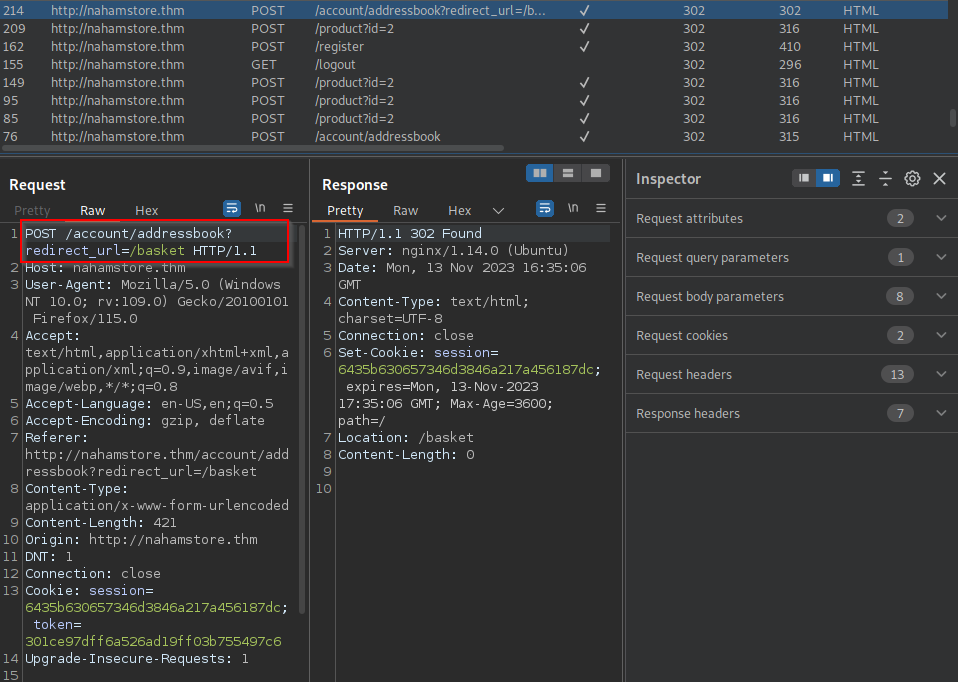 214 http://nahamstore.thm POST /account/addressbook?redirect_url=/b... ✓ 302 302 HTML
209 http://nahamstore.thm POST /product?id=2 ✓ 302 316 HTML
162 http://nahamstore.thm POST /register ✓ 302 410 HTML
155 http://nahamstore.thm GET /logout 302 296 HTML
149 http://nahamstore.thm POST /product?id=2 ✓ 302 316 HTML
95 http://nahamstore.thm POST /product?id=2 ✓ 302 316 HTML
85 http://nahamstore.thm POST /product?id=2 ✓ 302 316 HTML
76 http://nahamstore.thm POST /account/addressbook ✓ 302 315 HTML
Request
Pretty Raw Hex \n
1 POST /account/addressbook?
redirect_url=/basket HTTP/1.1
2 Host: nahamstore.thm
3 User-Agent: Mozilla/5.0 (Windows
NT 10.0; rv:109.0) Gecko/20100101
Firefox/115.0
4 Accept:
text/html,application/xhtml+xml,a
pplication/xml;q=0.9,image/avif,i
mage/webp,*/*;q=0.8
5 Accept-Language: en-US,en;q=0.5
6 Accept-Encoding: gzip, deflate
7 Referer:
http://nahamstore.thm/account/add
ressbook?redirect_url=/basket
8 Content-Type:
application/x-www-form-urlencoded
9 Content-Length: 421
10 Origin: http://nahamstore.thm
11 DNT: 1
12 Connection: close
13 Cookie: session=
6435b630657346d3846a217a456187dc;
token=
301ce97dff6a526ad19ff03b755497c6
14 Upgrade-Insecure-Requests: 1
15
Response
Pretty Raw Hex \n
1 HTTP/1.1 302 Found
2 Server: nginx/1.14.0 (Ubuntu)
3 Date: Mon, 13 Nov 2023 16:35:06
GMT
4 Content-Type: text/html;
charset=UTF-8
5 Connection: close
6 Set-Cookie: session=
6435b630657346d3846a217a456187dc;
expires=Mon, 13-Nov-2023
17:35:06 GMT; Max-Age=3600;
path=/
7 Location: /basket
8 Content-Length: 0
9
10
Inspector
Request attributes 2
Request query parameters 1
Request body parameters 8
Request cookies 2
Request headers 13
Response headers 7